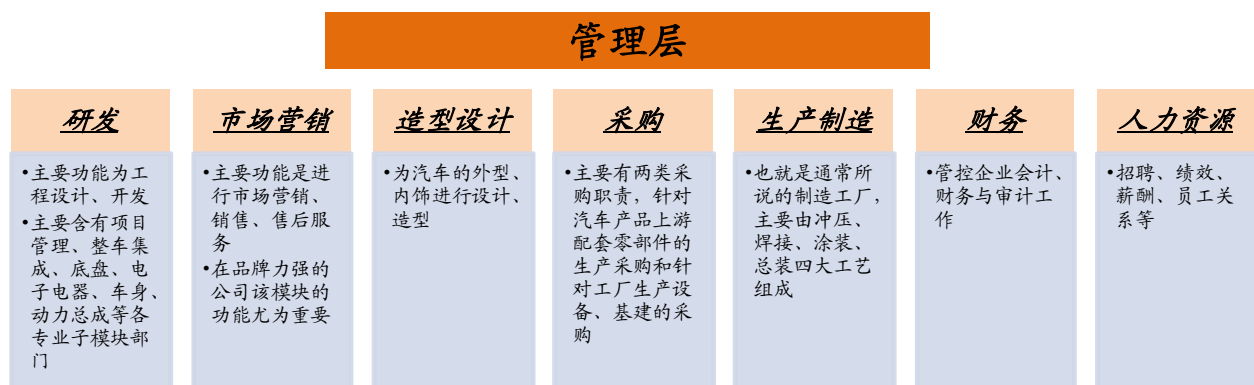 管理层
研发
•主要功能为工
程设计、开发
•主要含有项目
管理、整车集
成、底盘、电
子电器、车身、
动力总成等各
专业子模块部
门
市场营销
•主要功能是进
行市场营销、
销售、售后服
务
•在品牌力强的
公司该模块的
功能尤为重要
造型设计
•为汽车的外型、
内饰进行设计、
造型
采购
•主要有两类采
购职责，针对
汽车产品上游
配套零部件的
生产采购和针
对工厂生产设
备、基建的采
购
生产制造
•也就是通常所
说的制造工厂，
主要由冲压、
焊接、涂装、
总装四大工艺
组成
财务
•管控企业会计、
财务与审计工
作
人力资源
•招聘、绩效、
薪酬、员工关
系等